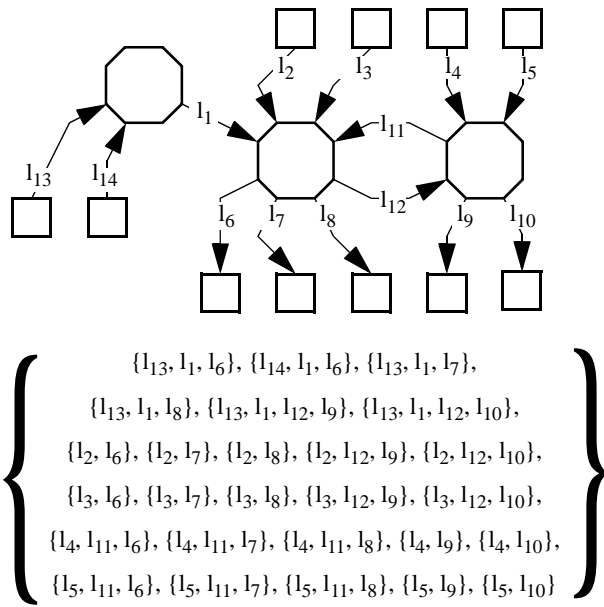 l2 l3 l4 l5
l1 l11
l13 l14 l12
l6 l7 l8 l9 l10
{l13, l1, l6}, {l14, l1, l6}, {l13, l1, l7},
{l13, l1, l8}, {l13, l1, l12, l9}, {l13, l1, l12, l10},
{l2, l6}, {l2, l7}, {l2, l8}, {l2, l12, l9}, {l2, l12, l10},
{l3, l6}, {l3, l7}, {l3, l8}, {l3, l12, l9}, {l3, l12, l10},
{l4, l11, l6}, {l4, l11, l7}, {l4, l11, l8}, {l4, l9}, {l4, l10},
{l5, l11, l6}, {l5, l11, l7}, {l5, l11, l8}, {l5, l9}, {l5, l10}